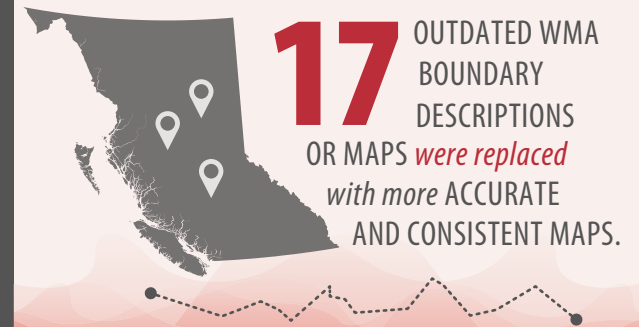 17 OUTDATED WMA
BOUNDARY
DESCRIPTIONS
OR MAPS were replaced
with more ACCURATE
AND CONSISTENT MAPS.